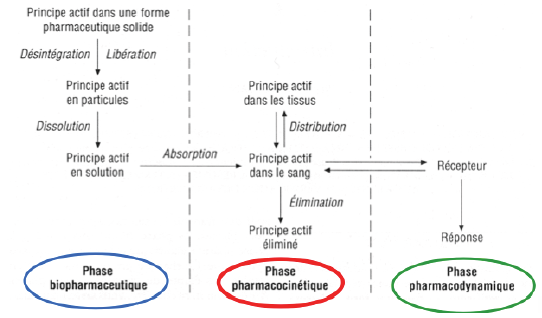 Principe actif dans une forme
pharmaceutique sollide
Désintégration
Libération
Principe actif
en particules
Dissolution
Principe actif
en solution
Absorption
Principe actif
dans les tissus
Distribution
Principe actif
dans le sang
Élimination
Principe actif
éliminé
Récepteur
Réponse
Phase
biopharmaceutique
Phase
pharmacocinétique
Phase
pharmacodynamique